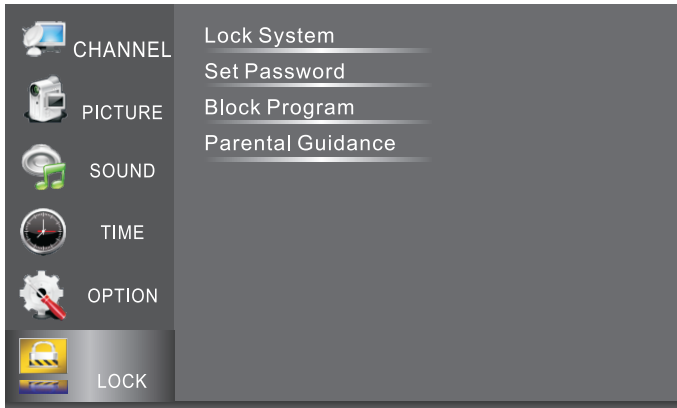 CHANNEL
PICTURE
SOUND
TIME
OPTION
LOCK
Lock System
Set Password
Block Program
Parental Guidance